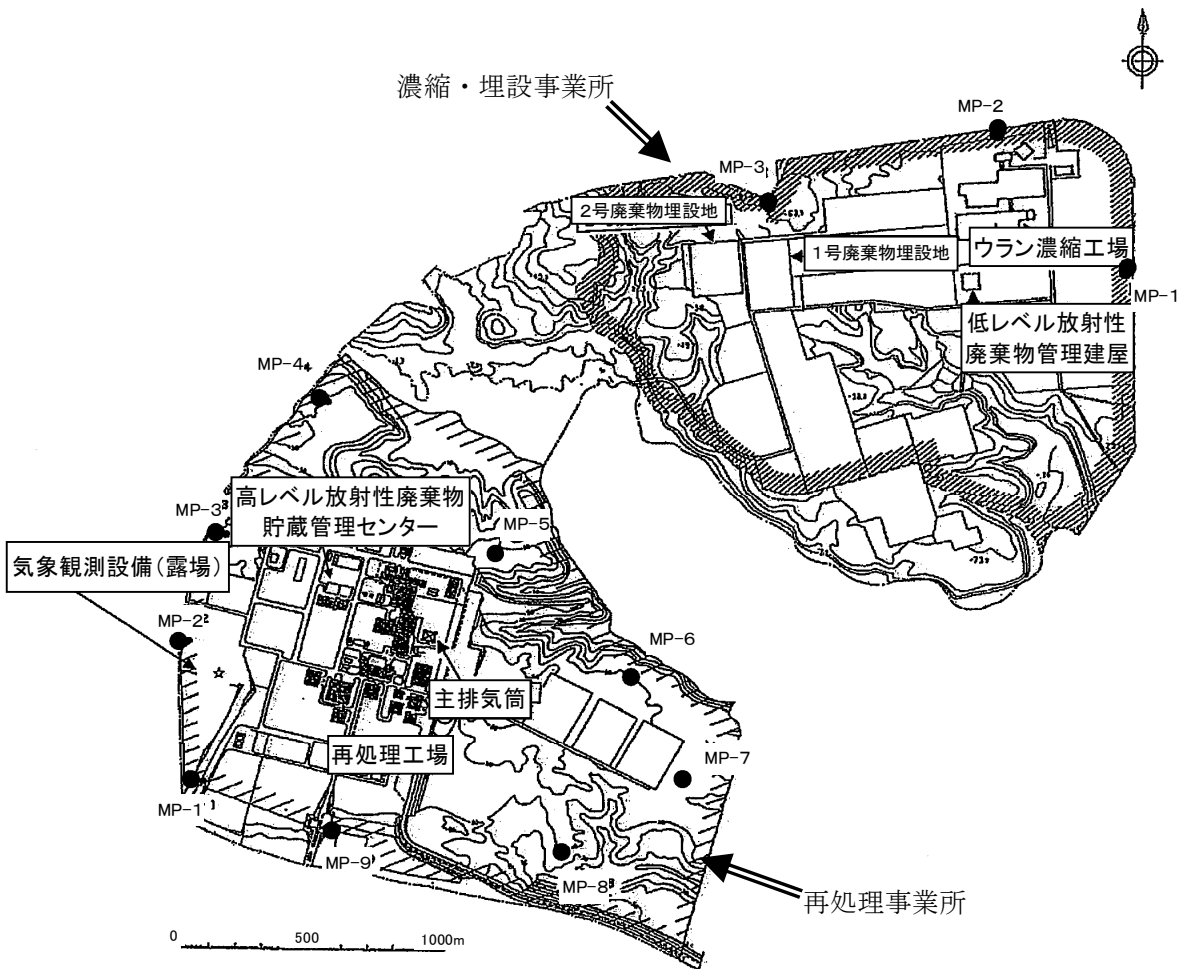 濃縮・埋設事業所
MP-2
MP-3
2号廃棄物埋設地
1号廃棄物埋設地
ウラン濃縮工場
MP-1
低レベル放射性
廃棄物管理建屋
MP-4
高レベル放射性廃棄物
貯蔵管理センター
MP-3
MP-5
気象観測設備(露場)
MP-2
MP-6
主排気筒
再処理工場
MP-7
MP-1
MP-9
MP-8
再処理事業所
0 500 1000m